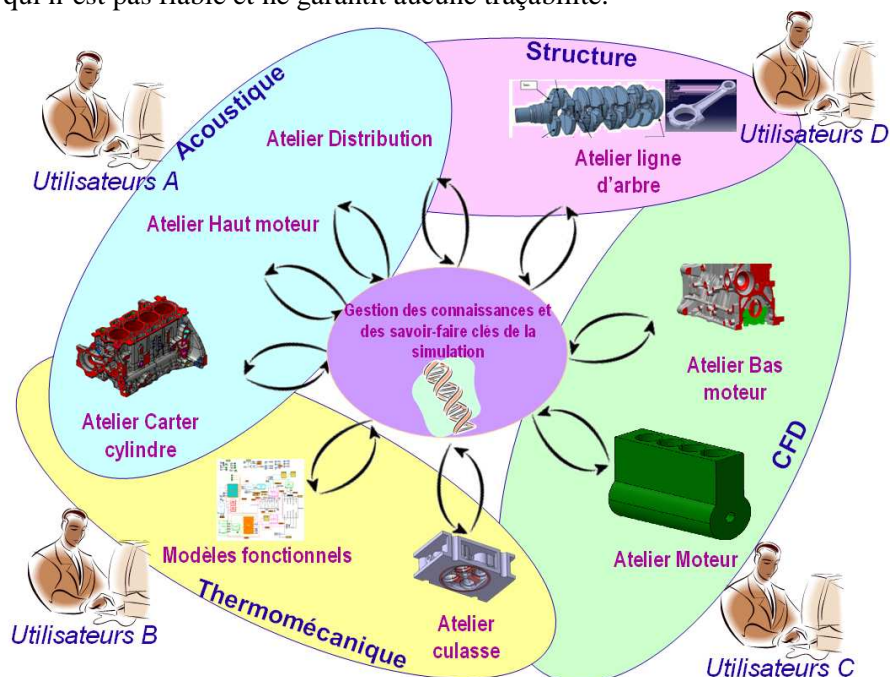 qui n'est pas fiable et ne garantit aucune traçabilité.
Structure
Acoustique
Utilisateurs A
Utilisateurs D
Atelier Distribution
Atelier ligne
d'arbre
Atelier Haut moteur
Gestion des connaissances et
des savoir-faire clés de la
simulation
Atelier Bas
moteur
Atelier Carter
cylindre
CFD
Modèles fonctionnels
Atelier Moteur
Thermomécanique
Atelier
culasse
Utilisateurs B
Utilisateurs C